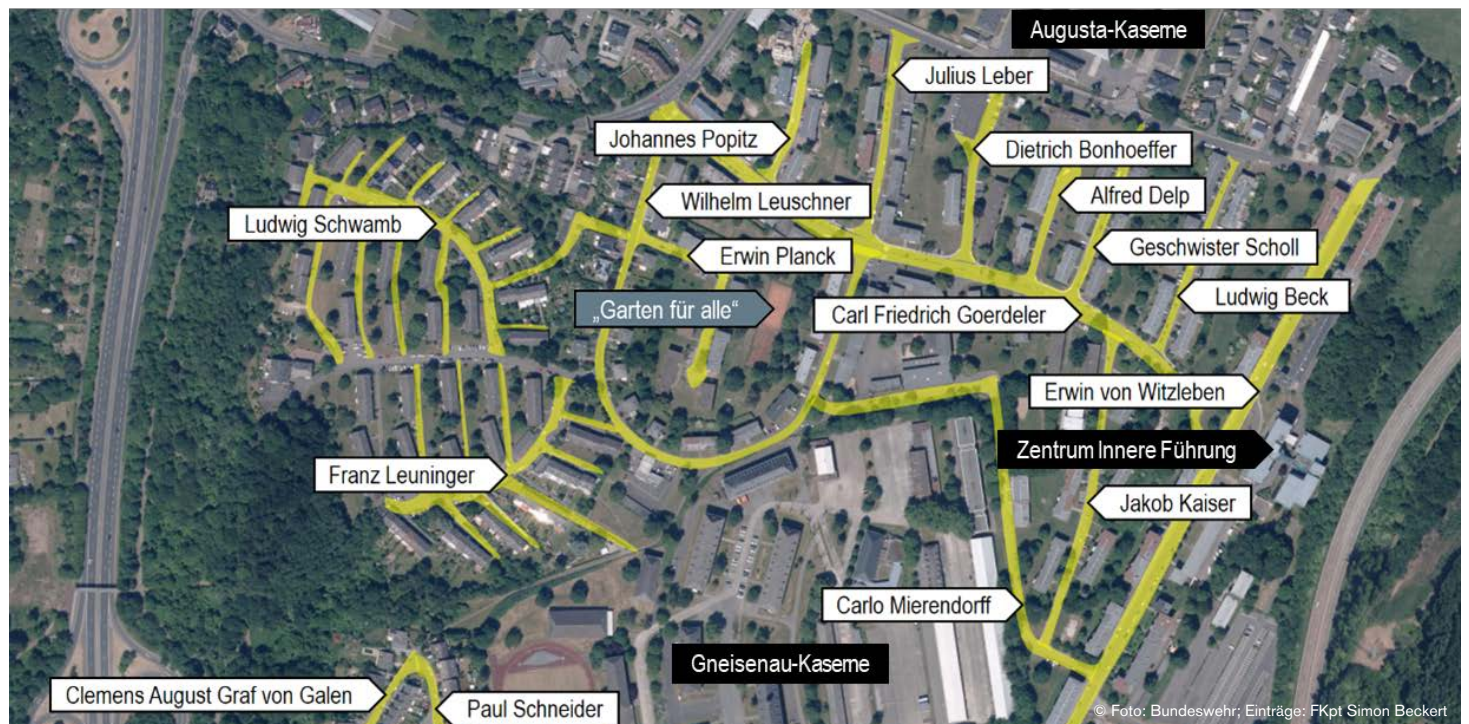 Augusta-Kaserne
Julius Leber
Johannes Popitz
Dietrich Bonhoeffer
Alfred Delp
Wilhelm Leuschner
Ludwig Schwamb
Geschwister Scholl
Erwin Planck
Ludwig Beck
„Garten für alle“
Carl Friedrich Goerdeler
Erwin von Witzleben
Zentrum Innere Führung
Franz Leuninger
Jakob Kaiser
Carlo Mierendorff
Gneisenau-Kaserne
Clemens August Graf von Galen
Paul Schneider
© Foto: Bundeswehr; Einträge: FKpt Simon Beckert